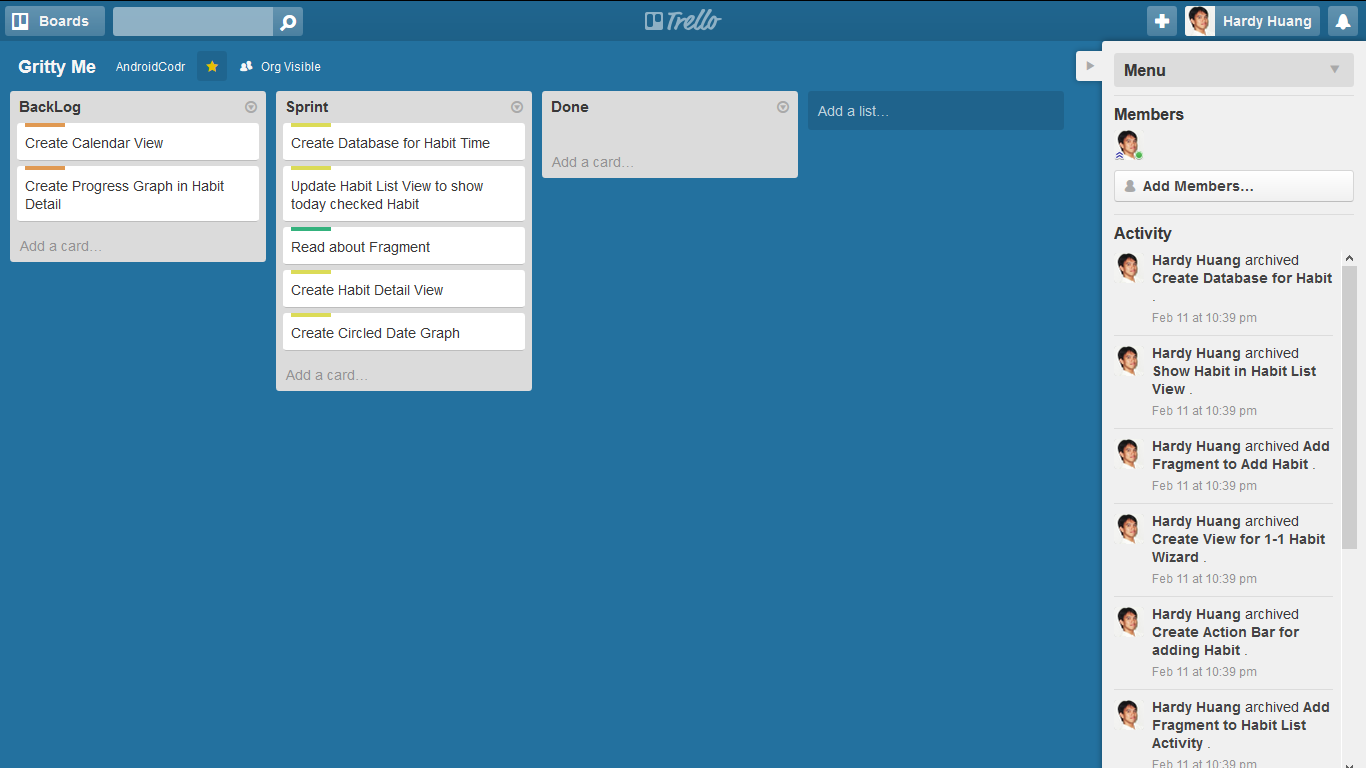 Boards
Trello
Hardy Huang
Gritty Me
AndroidCodr
Org Visible
BackLog
Create Calendar View
Create Progress Graph in Habit
Detail
Add a card...
Sprint
Create Database for Habit Time
Update Habit List View to show
today checked Habit
Read about Fragment
Create Habit Detail View
Create Circled Date Graph
Add a card...
Done
Add a card...
Add a list...
Menu
Members
Add Members...
Activity
Hardy Huang archived
Create Database for Habit
.
Feb 11 at 10:39 pm
Hardy Huang archived
Show Habit in Habit List
View .
Feb 11 at 10:39 pm
Hardy Huang archived Add
Fragment to Add Habit .
Feb 11 at 10:39 pm
Hardy Huang archived
Create View for 1-1 Habit
Wizard .
Feb 11 at 10:39 pm
Hardy Huang archived
Create Action Bar for
adding Habit .
Feb 11 at 10:39 pm
Hardy Huang archived Add
Fragment to Habit List
Activity .
Feb 11 at 10:39 pm